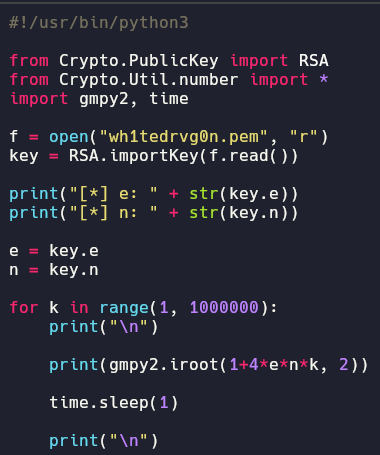 #!/usr/bin/python3
from Crypto.PublicKey import RSA
from Crypto.Util.number import *
import gmpy2, time
f = open("wh1tedrvg0n.pem", "r")
key = RSA.importKey(f.read())
print("[*] e: " + str(key.e))
print("[*] n: " + str(key.n))
e = key.e
n = key.n
for k in range(1, 1000000):
    print("\n")
    print(gmpy2.iroot(1+4*e*n*k, 2))
    time.sleep(1)
    print("\n")